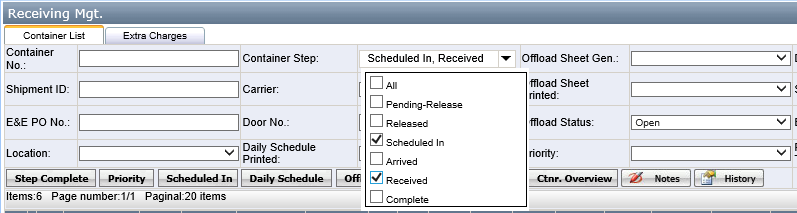 Receiving Mgt.
Container List Extra Charges
Container No.: Container Step: Scheduled In, Received Offload Sheet Gen.:
All
Shipment ID: Carrier: Offload Sheet Printed:
Pending-Release
E&E PO No.: Door No.: Released Offload Status: Open
Scheduled In
Location: Daily Schedule Printed: Arrived Priority:
Step Complete Priority Scheduled In Daily Schedule Off Received Ctnr. Overview Notes History
Items:6 Page number:1/1 Paginal:20 items
Complete